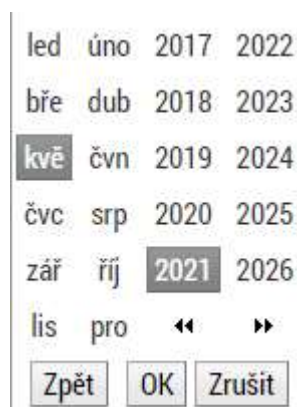 led úno 2017 2022
bře dub 2018 2023
kvě čvn 2019 2024
čvc srp 2020 2025
zář říj 2021 2026
lis pro
Zpět OK Zrušit